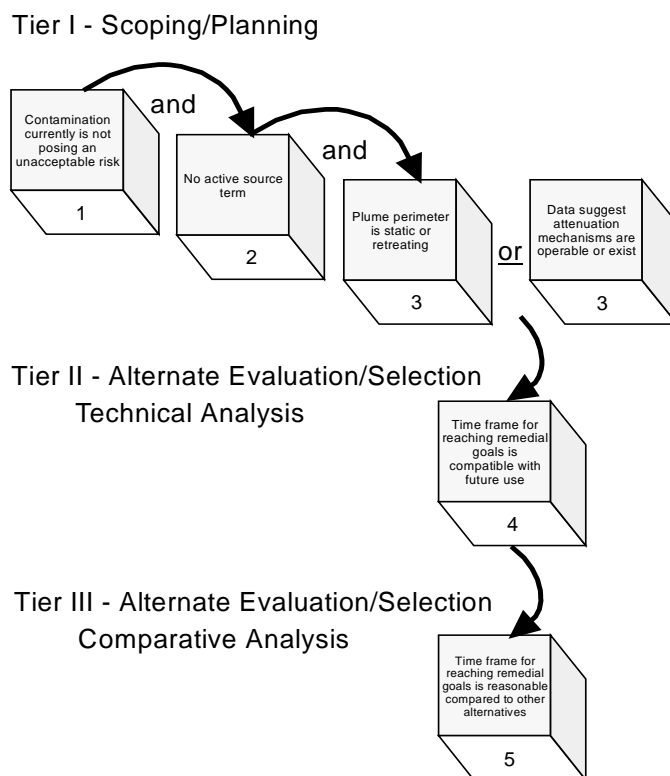 Tier I - Scoping/Planning
Contamination
currently is not
posing an
unacceptable risk
1
and
No active source
term
2
and
Plume perimeter
is static or
retreating
3
or
Data suggest
attenuation
mechanisms are
operable or exist
3
Tier II - Alternate Evaluation/Selection
Technical Analysis
Time frame for
reaching remedial
goals is
compatible with
future use
4
Tier III - Alternate Evaluation/Selection
Comparative Analysis
Time frame for
reaching remedial
goals is reasonable
compared to other
alternatives
5